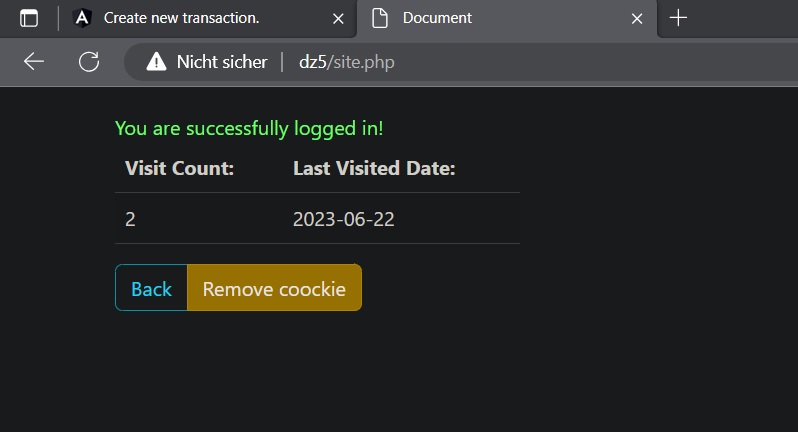 Create new transaction.
Document
Nicht sicher | dz5/site.php
You are successfully logged in!
Visit Count: Last Visited Date:
2 2023-06-22
Back Remove coockie